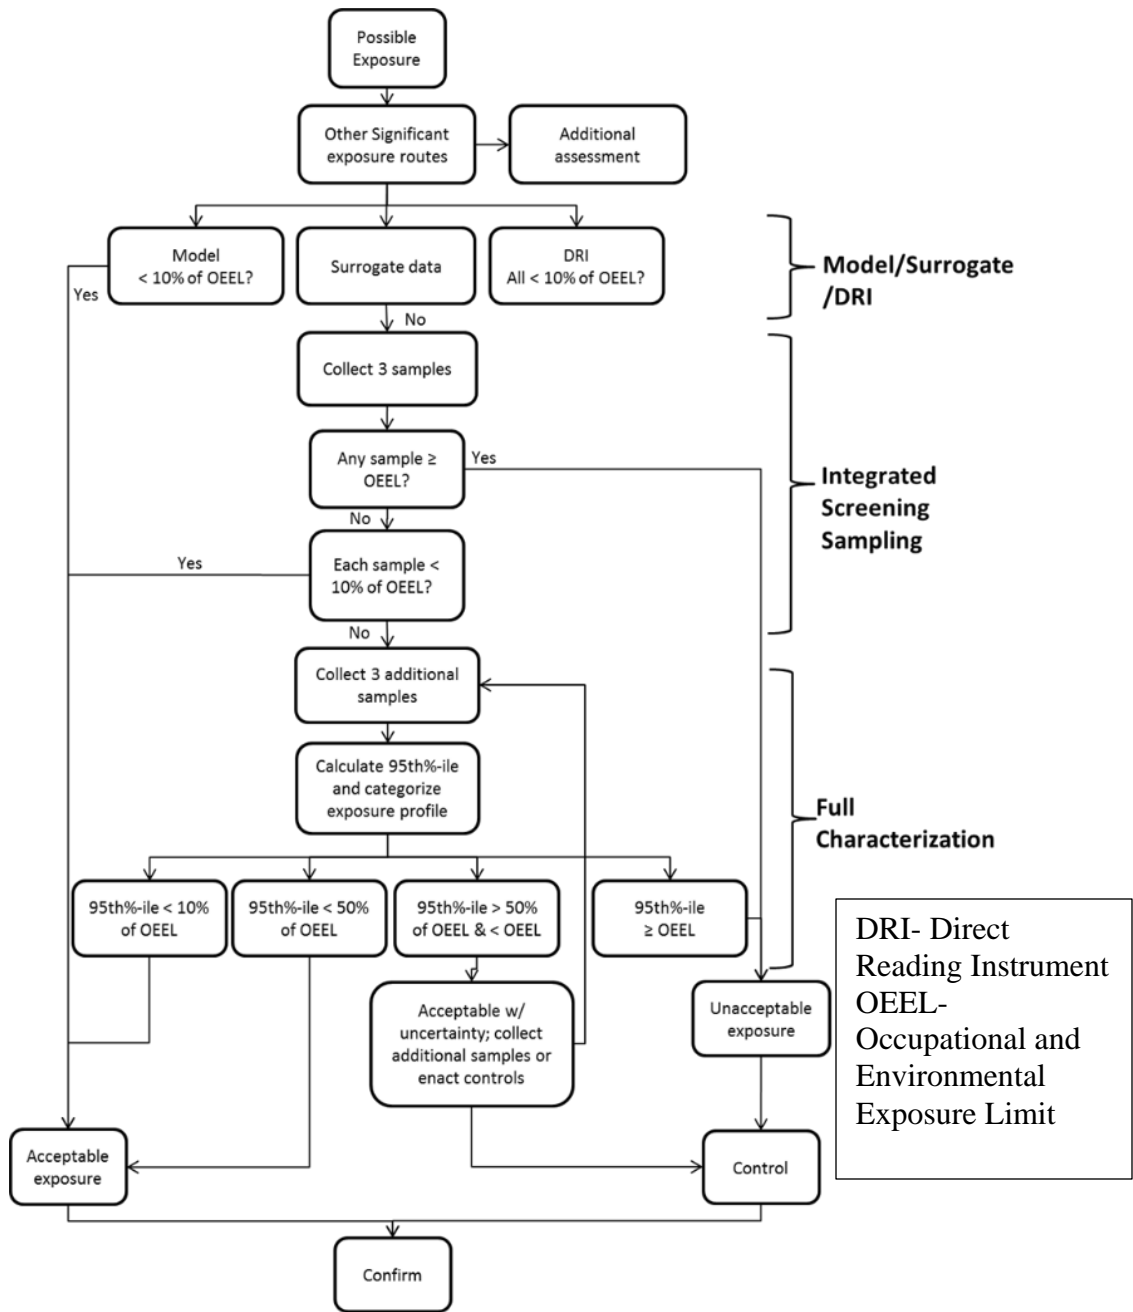 Possible
Exposure
Other Significant
exposure routes
Additional
assessment
Model
< 10% of OEEL?
Surrogate data
DRI
All < 10% of OEEL?
Model/Surrogate
/DRI
Yes
No
Collect 3 samples
Any sample ≥
OEEL?
Yes
Integrated
Screening
Sampling
No
Each sample <
10% of OEEL?
Yes
No
Collect 3 additional
samples
Calculate 95th%-ile
and categorize
exposure profile
Full
Characterization
95th%-ile < 10%
of OEEL
95th%-ile < 50%
of OEEL
95th%-ile > 50%
of OEEL & < OEEL
95th%-ile
≥ OEEL
Acceptable w/
uncertainty; collect
additional samples or
enact controls
Unacceptable
exposure
DRI- Direct
Reading Instrument
OEEL-
Occupational and
Environmental
Exposure Limit
Acceptable
exposure
Control
Confirm